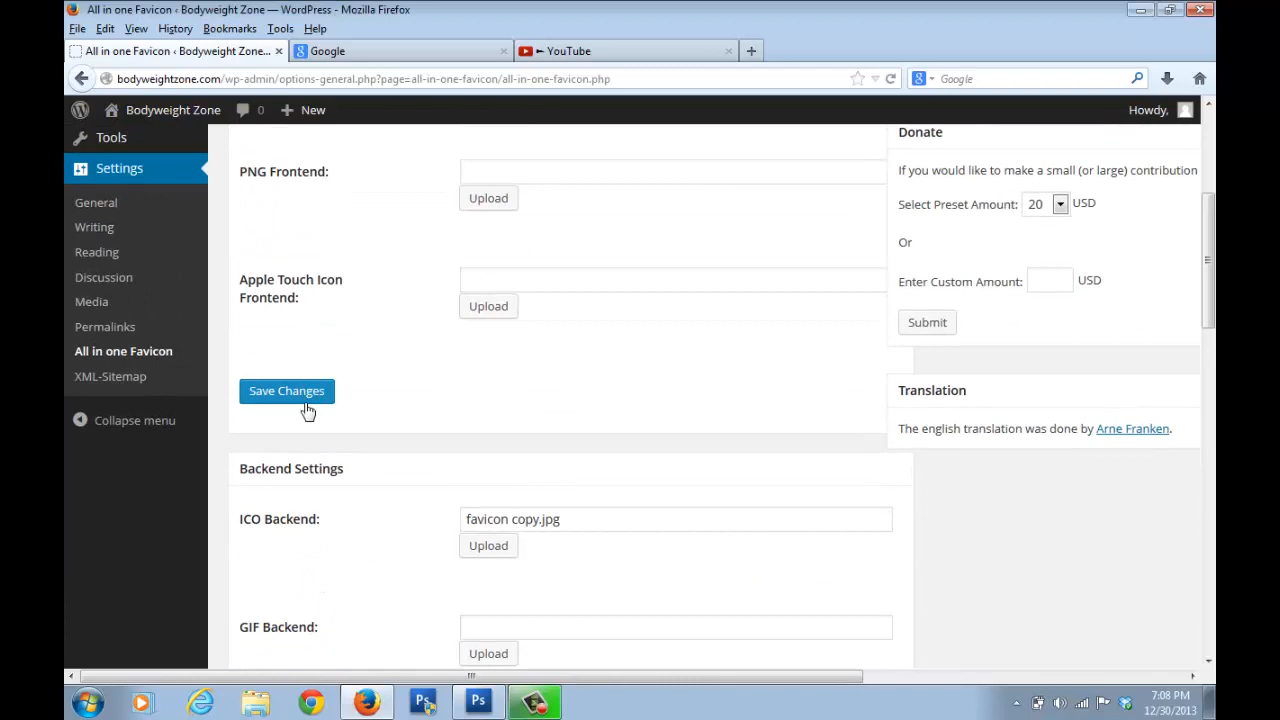 All in one Favicon ‹ Bodyweight Zone — WordPress - Mozilla Firefox
File Edit View History Bookmarks Tools Help
All in one Favicon ‹ Bodyweight Zone... ×
Google ×
► YouTube ×
+
bodyweightzone.com/wp-admin/options-general.php?page=all-in-one-favicon/all-in-one-favicon.php
Google
Bodyweight Zone 0 + New Howdy,
Tools
Settings
General
Writing
Reading
Discussion
Media
Permalinks
All in one Favicon
XML-Sitemap
Collapse menu
PNG Frontend:
Upload
Apple Touch Icon
Frontend:
Upload
Save Changes
Backend Settings
ICO Backend:
favicon copy.jpg
Upload
GIF Backend:
Upload
Donate
If you would like to make a small (or large) contribution
Select Preset Amount: 20 USD
Or
Enter Custom Amount: USD
Submit
Translation
The english translation was done by Arne Franken.
Ps
7:08 PM
12/30/2013